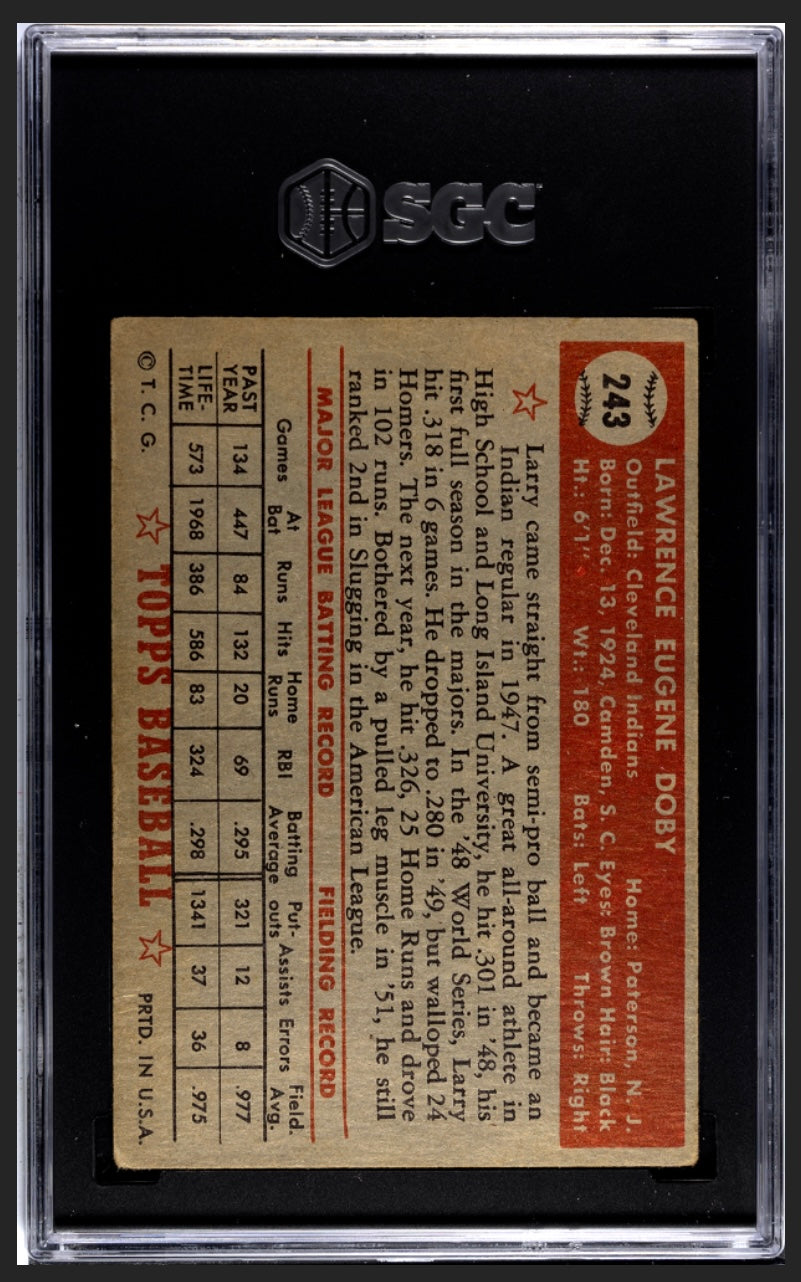 SGC
243
LAWRENCE EUGENE DOBY
Outfield: Cleveland Indians Home: Paterson, N. J.
Born: Dec. 13, 1924, Camden, S. C. Eyes: Brown Hair: Black
Ht.: 6'1" Wt.: 180 Bats: Left Throws: Right
Larry came straight from semi-pro ball and became an
Indian regular in 1947. A great all-around athlete in
High School and Long Island University, he hit .301 in '48, his
first full season in the majors. In the '48 World Series, Larry
hit .318 in 6 games. He dropped to .280 in '49, but walloped 24
Homers. The next year, he hit .326, 25 Home Runs and drove
in 102 runs. Bothered by a pulled leg muscle in '51, he still
ranked 2nd in Slugging in the American League.
MAJOR LEAGUE BATTING RECORD FIELDING RECORD
Games At Bat Runs Hits Home Runs RBI Batting Average Put-outs Assists Errors Field. Avg.
PAST YEAR 134 447 84 132 20 69 .295 321 12 8 .977
LIFE-TIME 573 1968 386 586 83 324 .298 1341 37 36 .975
© T. C. G. TOPPS BASEBALL PRTD. IN U.S.A.